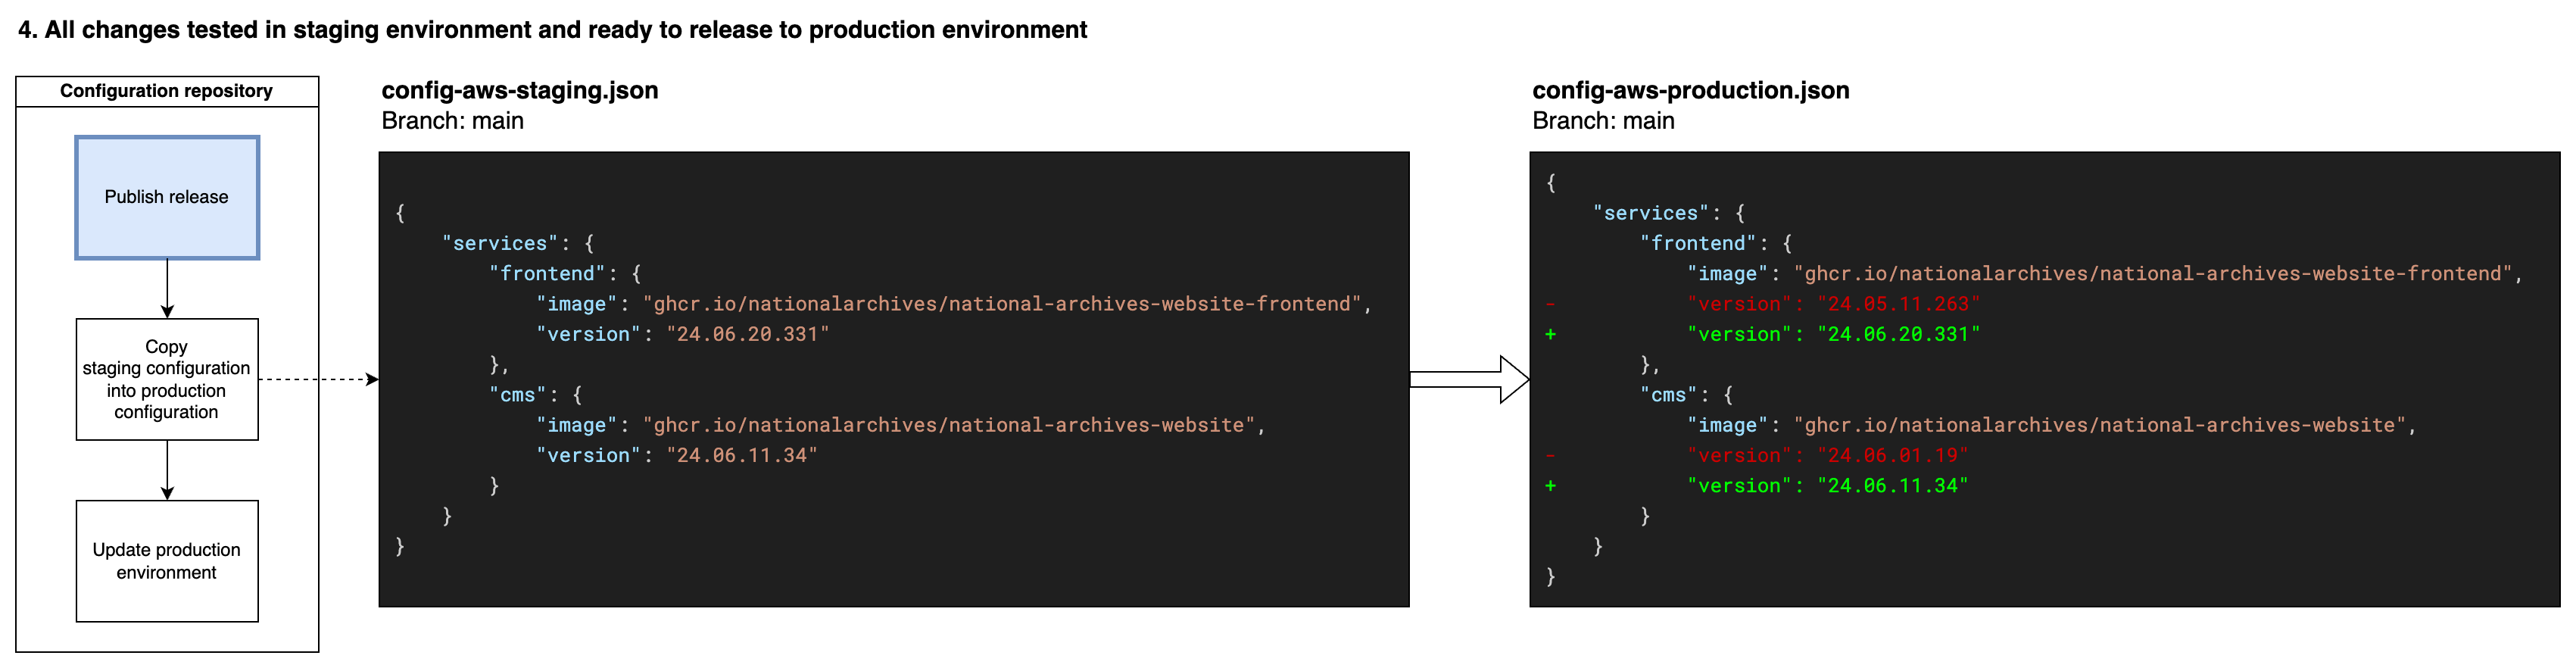 4. All changes tested in staging environment and ready to release to production environment
Configuration repository
Publish release
Copy
staging configuration
into production
configuration
Update production
environment
config-aws-staging.json
Branch: main
{
    "services": {
        "frontend": {
            "image": "ghcr.io/nationalarchives/national-archives-website-frontend",
            "version": "24.06.20.331"
        },
        "cms": {
            "image": "ghcr.io/nationalarchives/national-archives-website",
            "version": "24.06.11.34"
        }
    }
}
config-aws-production.json
Branch: main
{
    "services": {
        "frontend": {
            "image": "ghcr.io/nationalarchives/national-archives-website-frontend",
-           "version": "24.05.11.263"
+           "version": "24.06.20.331"
        },
        "cms": {
            "image": "ghcr.io/nationalarchives/national-archives-website",
-           "version": "24.06.01.19"
+           "version": "24.06.11.34"
        }
    }
}